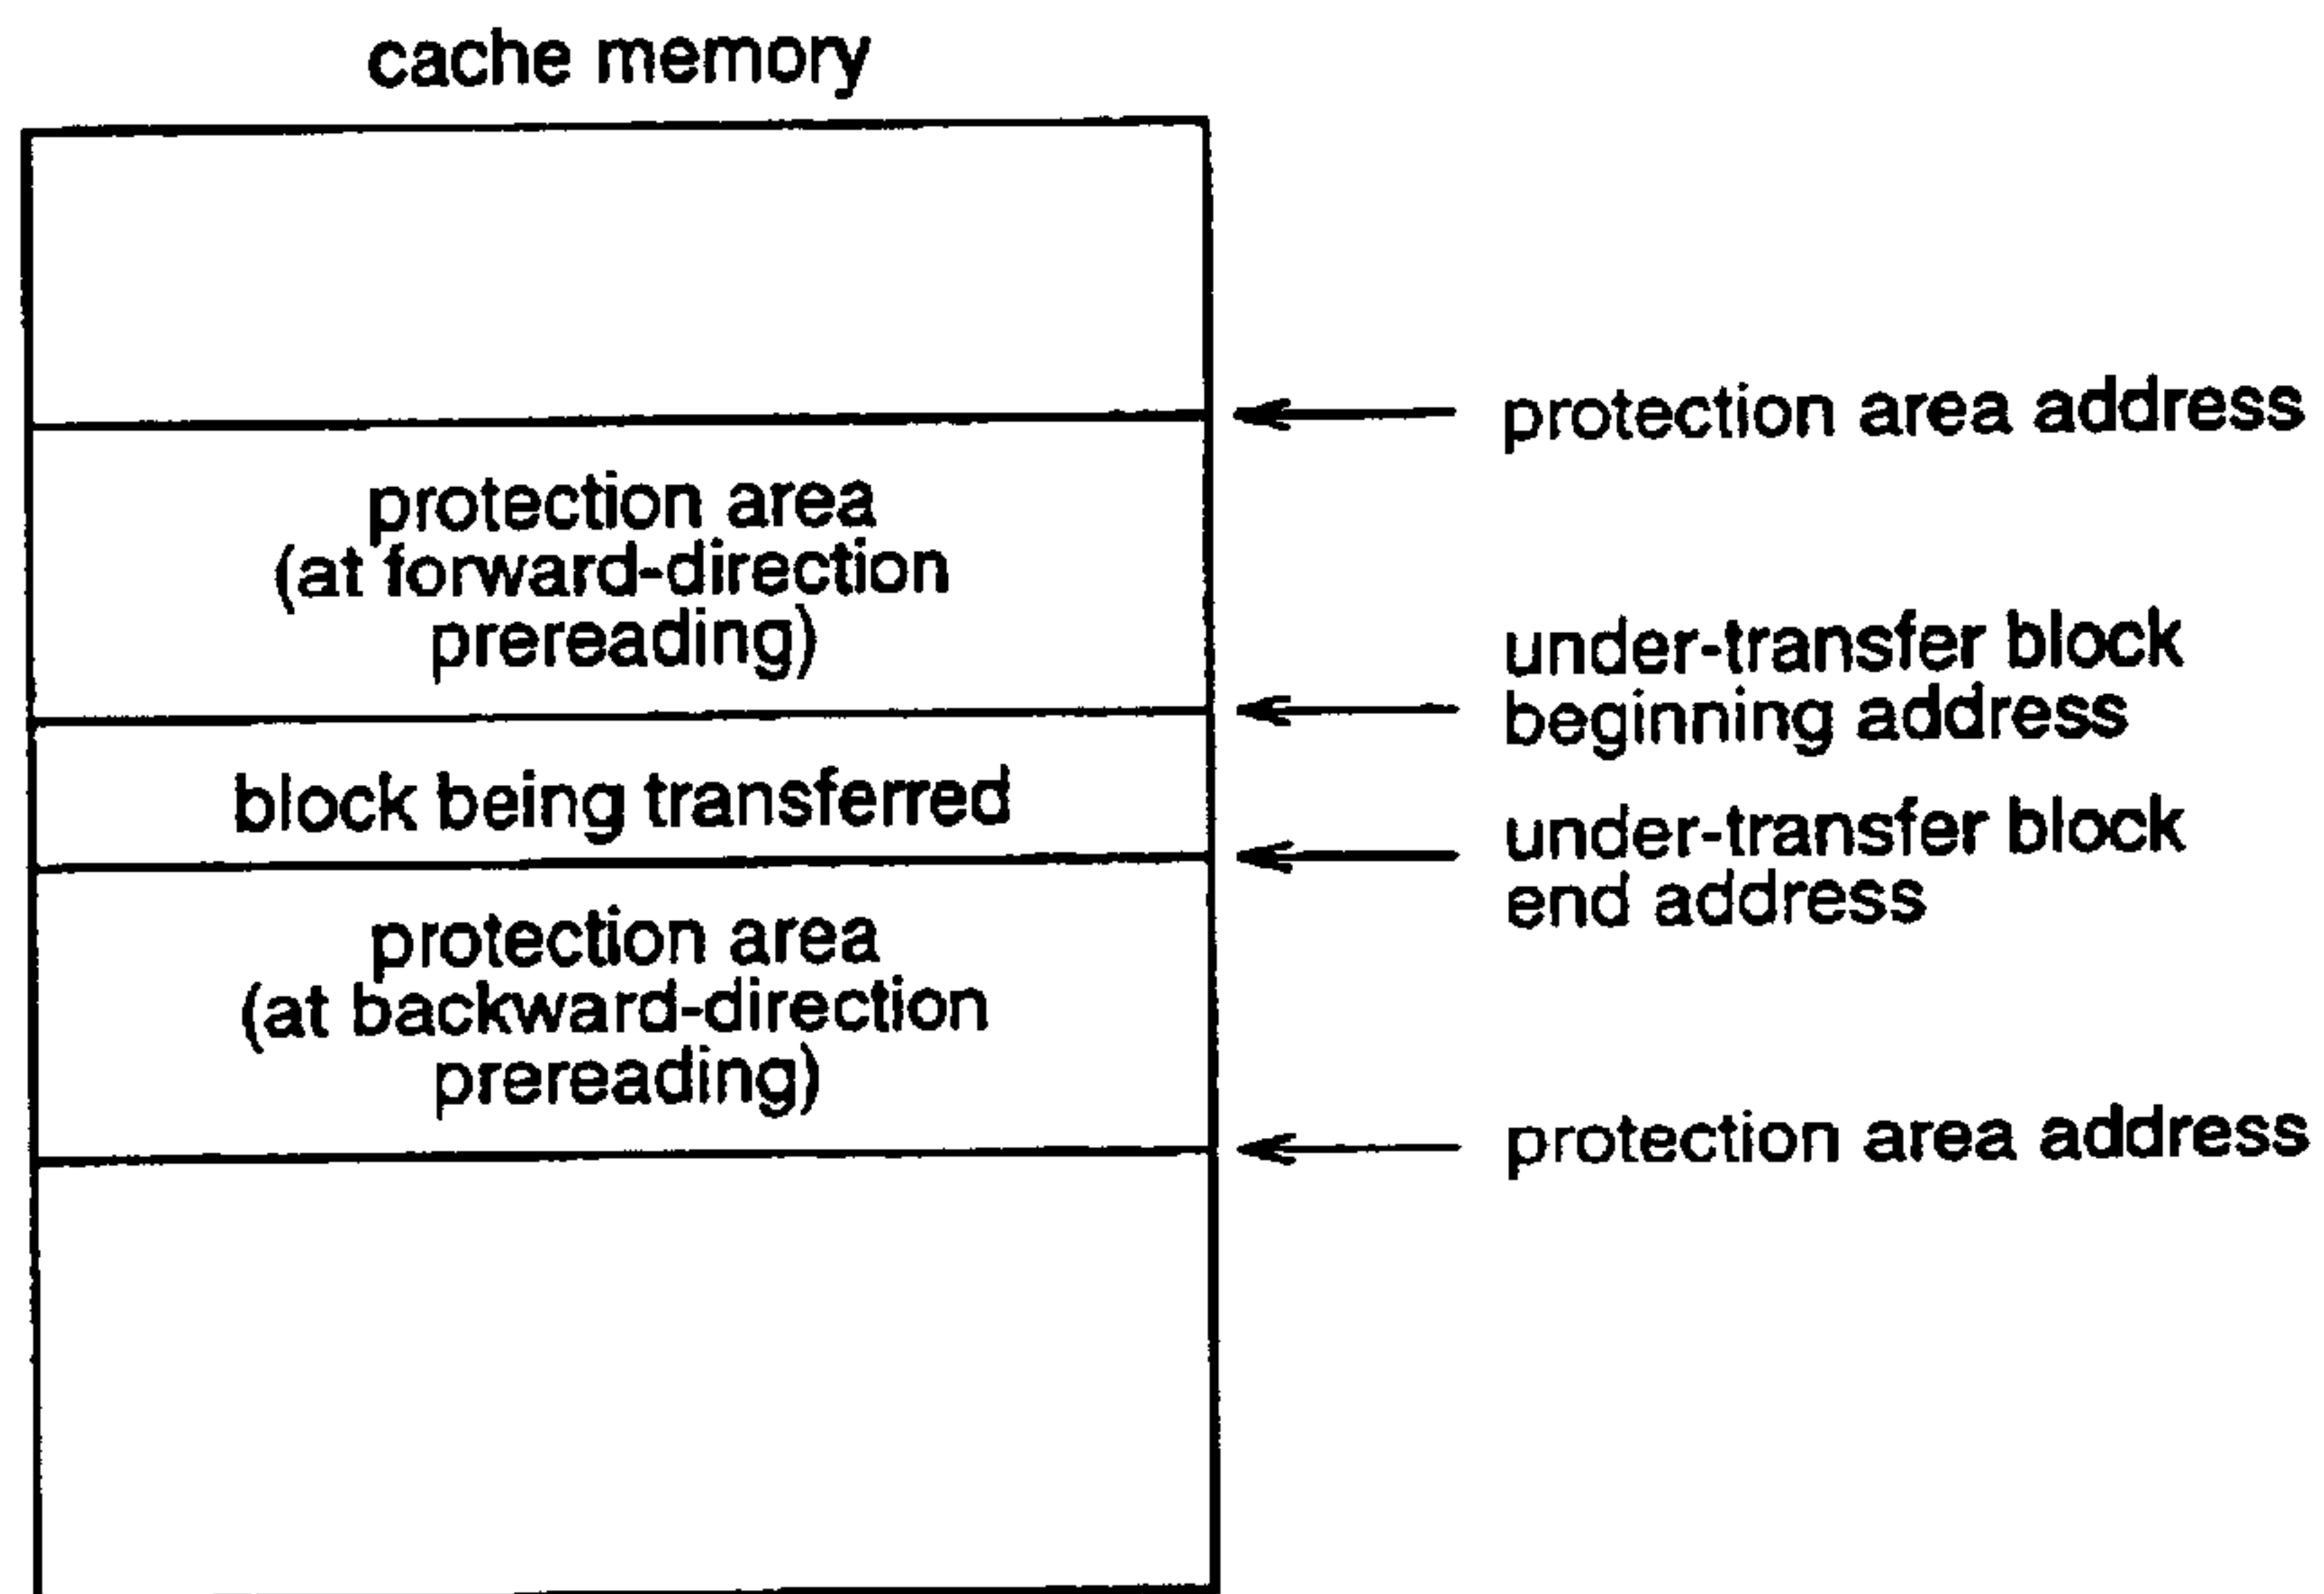 cache memory
protection area address
protection area
(at forward-direction
prereading)
under-transfer block
beginning address
block being transferred
under-transfer block
end address
protection area
(at backward-direction
prereading)
protection area address